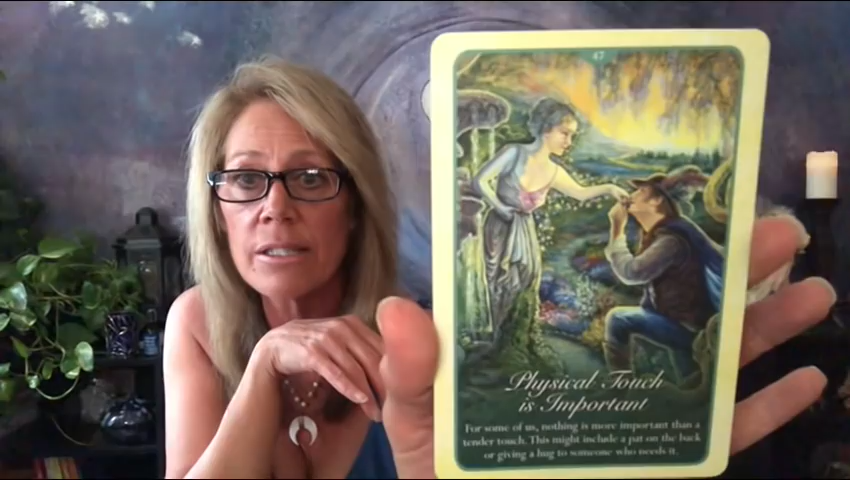 47
Physical Touch
is Important
For some of us, nothing is more important than a
tender touch. This might include a pat on the back
or giving a hug to someone who needs it.